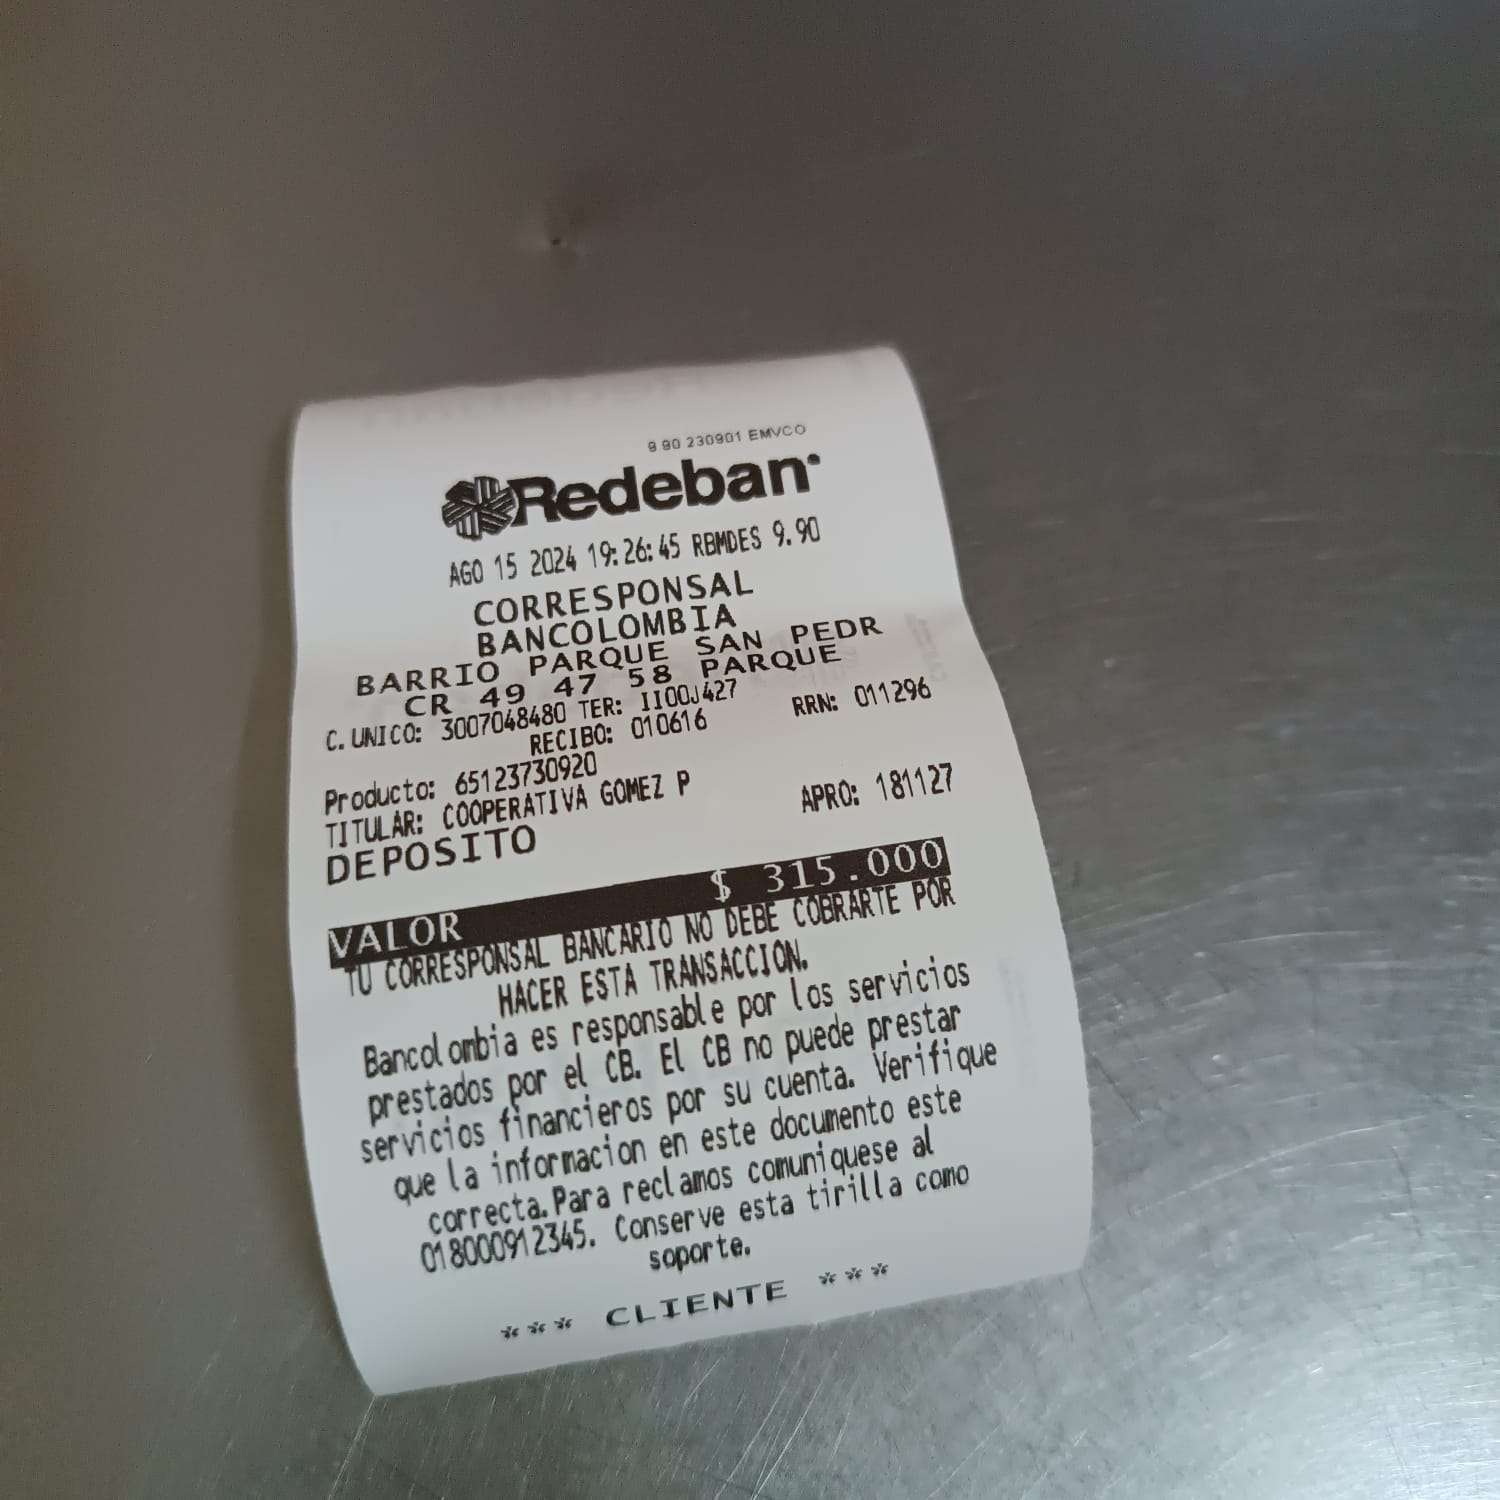 9 90 230901 EMVCO
Redeban
AGO 15 2024 19:26:45 RBMDES 9.90
CORRESPONSAL
BANCOLOMBIA
BARRIO PARQUE SAN PEDR
CR 49 47 58 PARQUE
C.UNICO: 3007048480 TER: IIOOJ427
RECIBO: 010616 RRN: 011296
Producto: 65123730920
TITULAR: COOPERATIVA GOMEZ P
DEPOSITO APRO: 181127
VALOR $ 315.000
TU CORRESPONSAL BANCARIO NO DEBE COBRARTE POR
HACER ESTA TRANSACCION.
Bancolombia es responsable por los servicios
prestados por el CB. El CB no puede prestar
servicios financieros por su cuenta. Verifique
que la informacion en este documento este
correcta.Para reclamos comuniquese al
018000912345. Conserve esta tirilla como
soporte.
*** CLIENTE ***